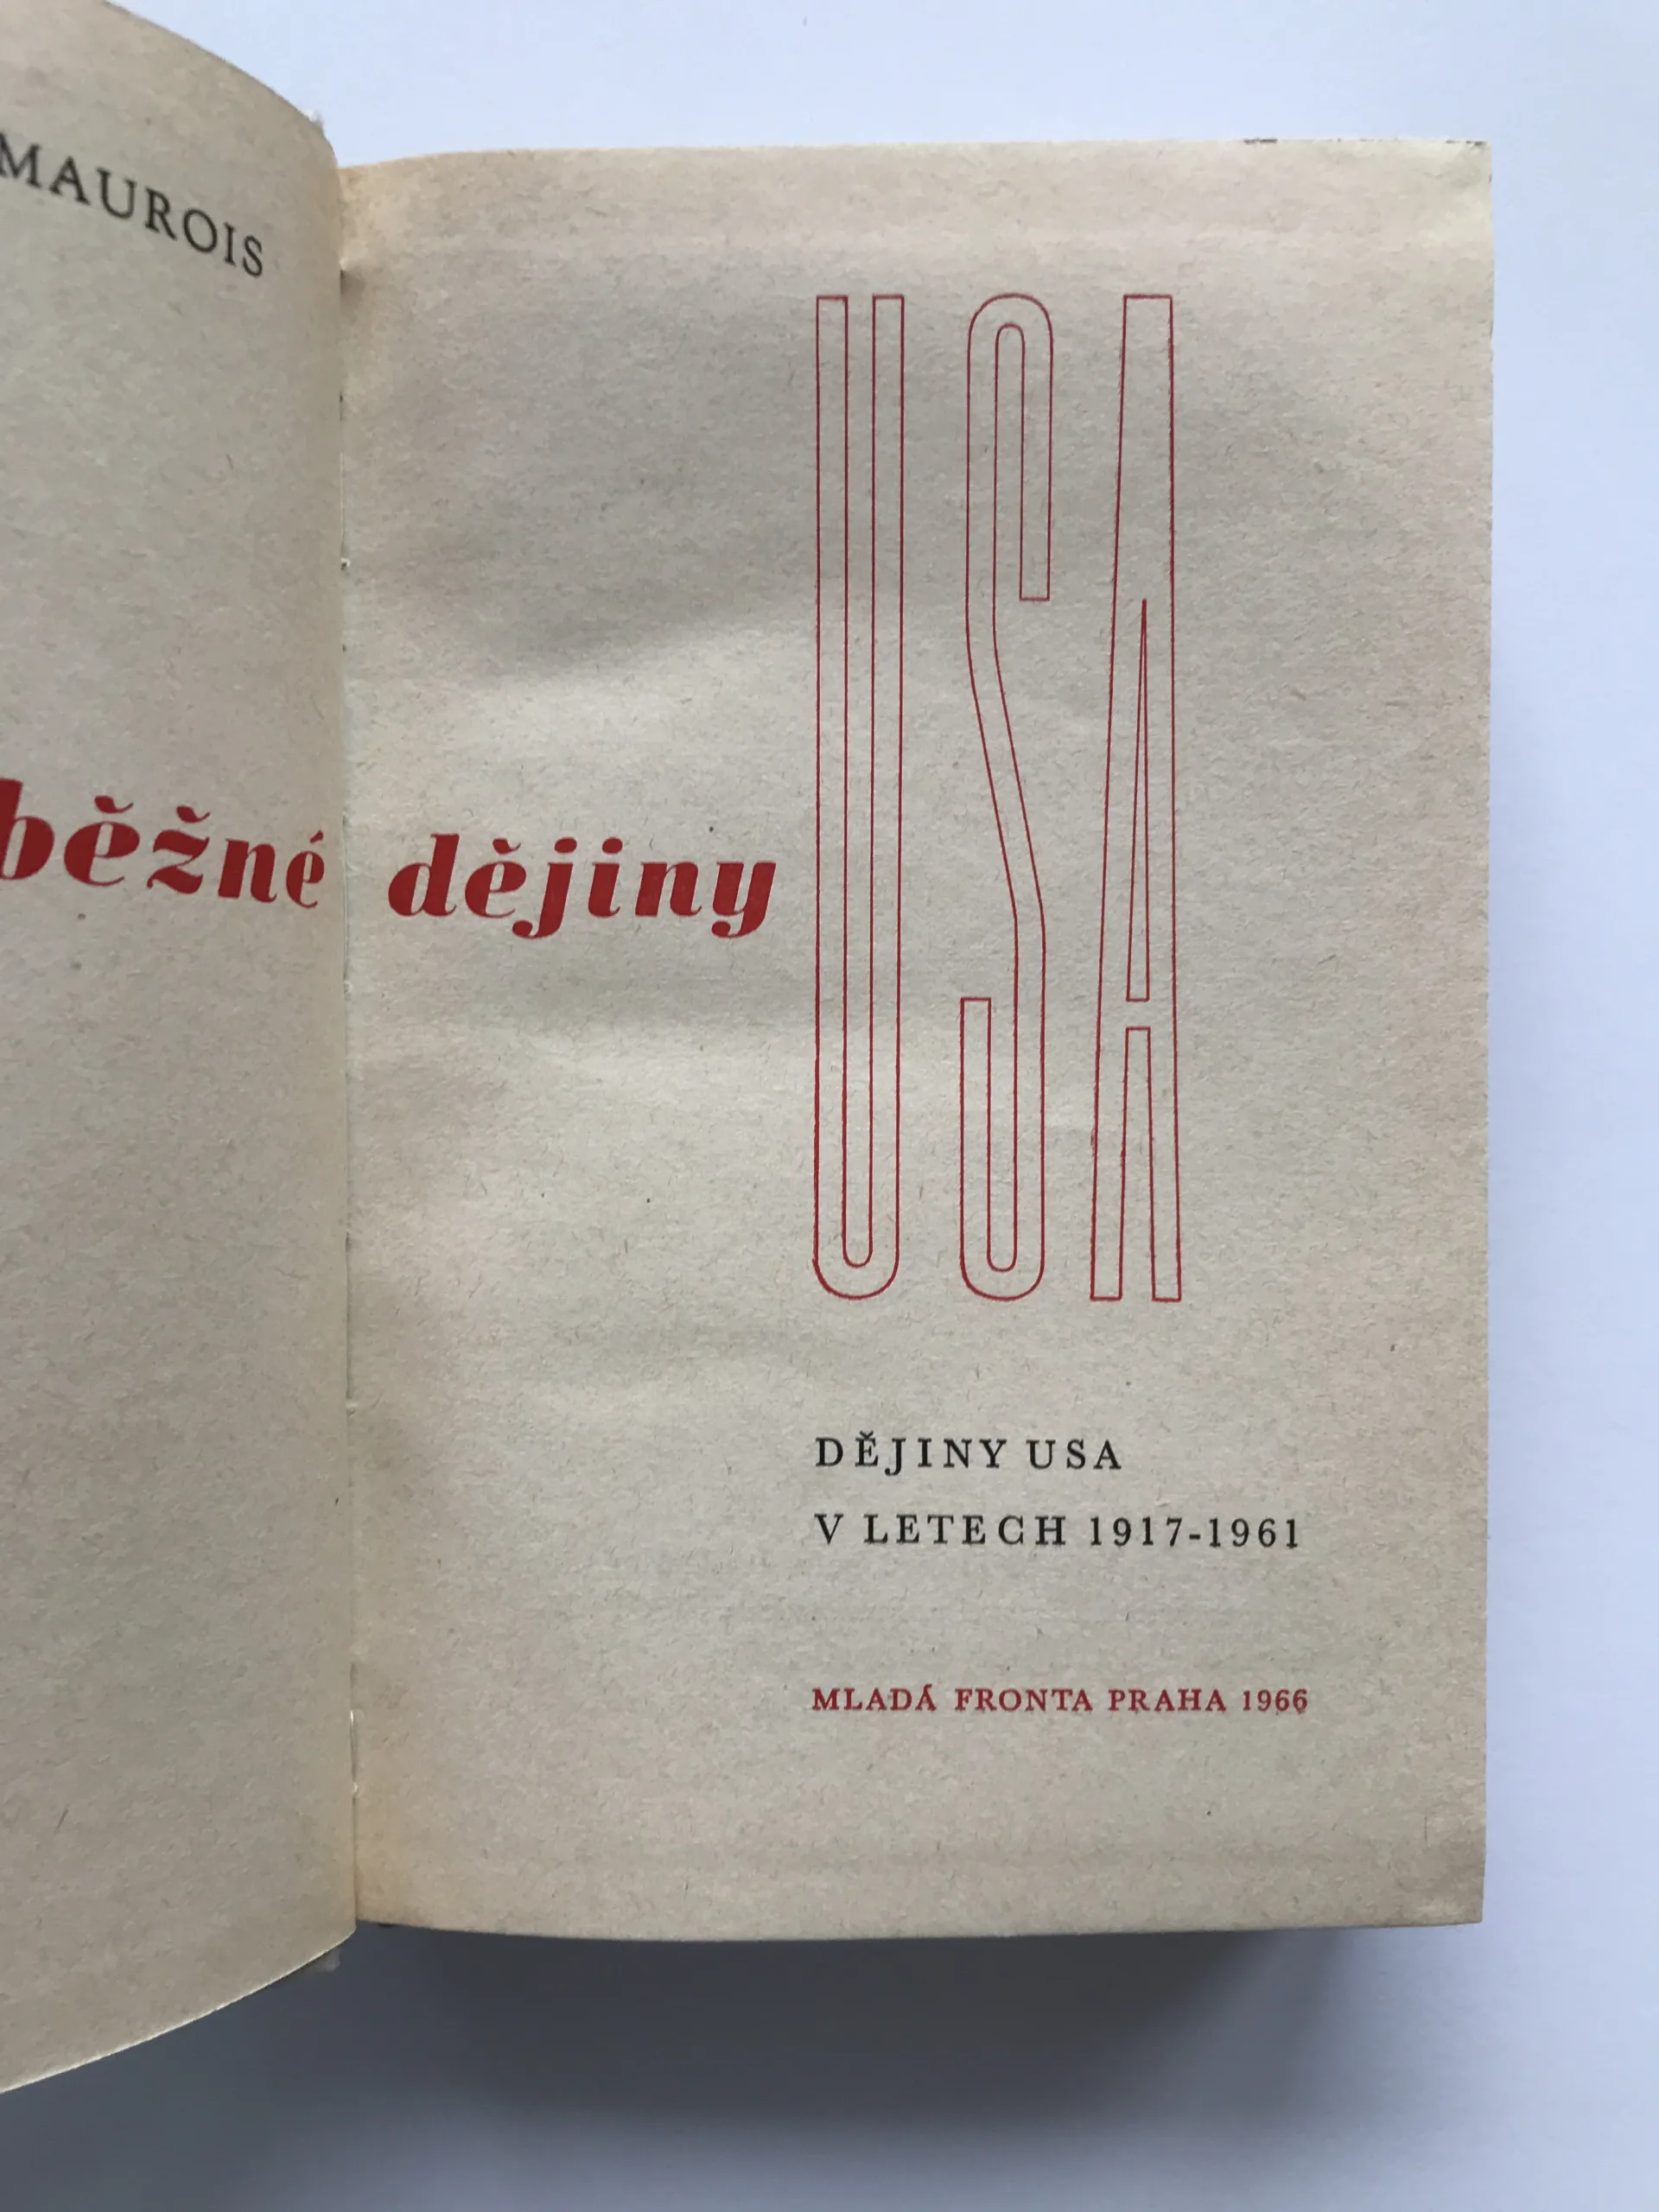 MAUROIS
běžné dějiny USA
DĚJINY USA
V LETECH 1917-1961
MLADÁ FRONTA PRAHA 1966